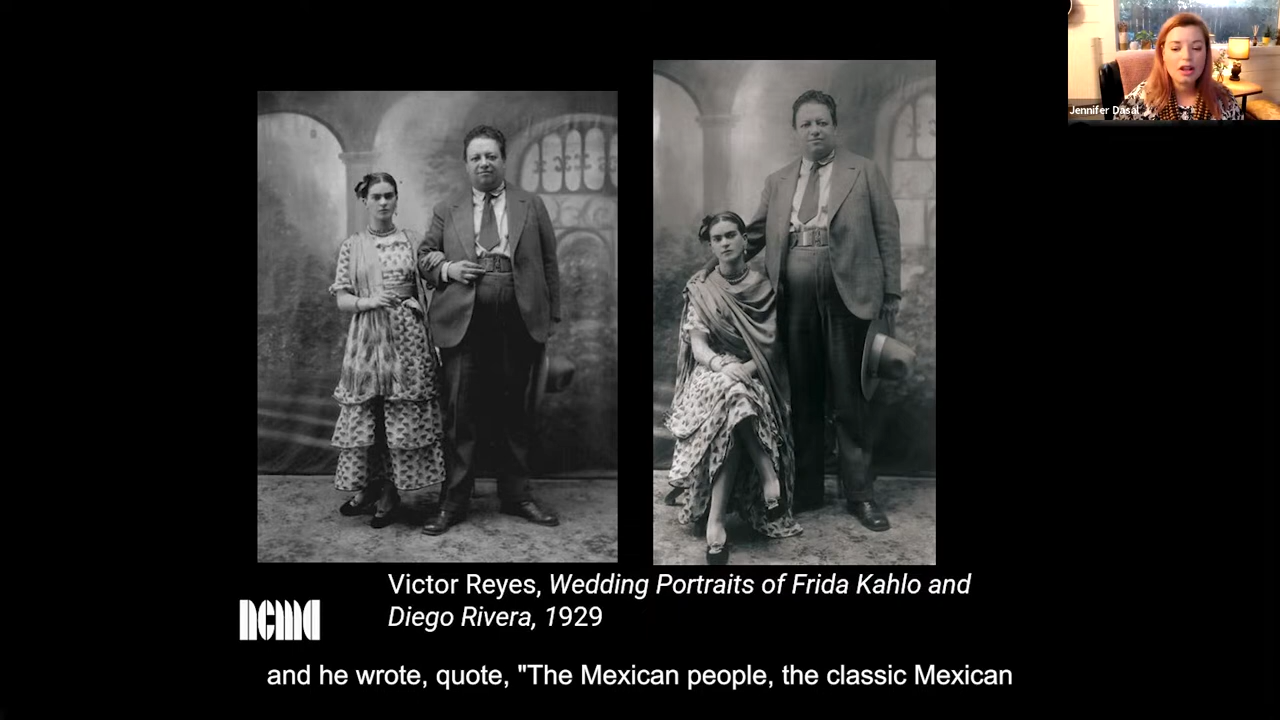 Jennifer Dasal
Victor Reyes, Wedding Portraits of Frida Kahlo and
Diego Rivera, 1929
ncma
and he wrote, quote, "The Mexican people, the classic Mexican